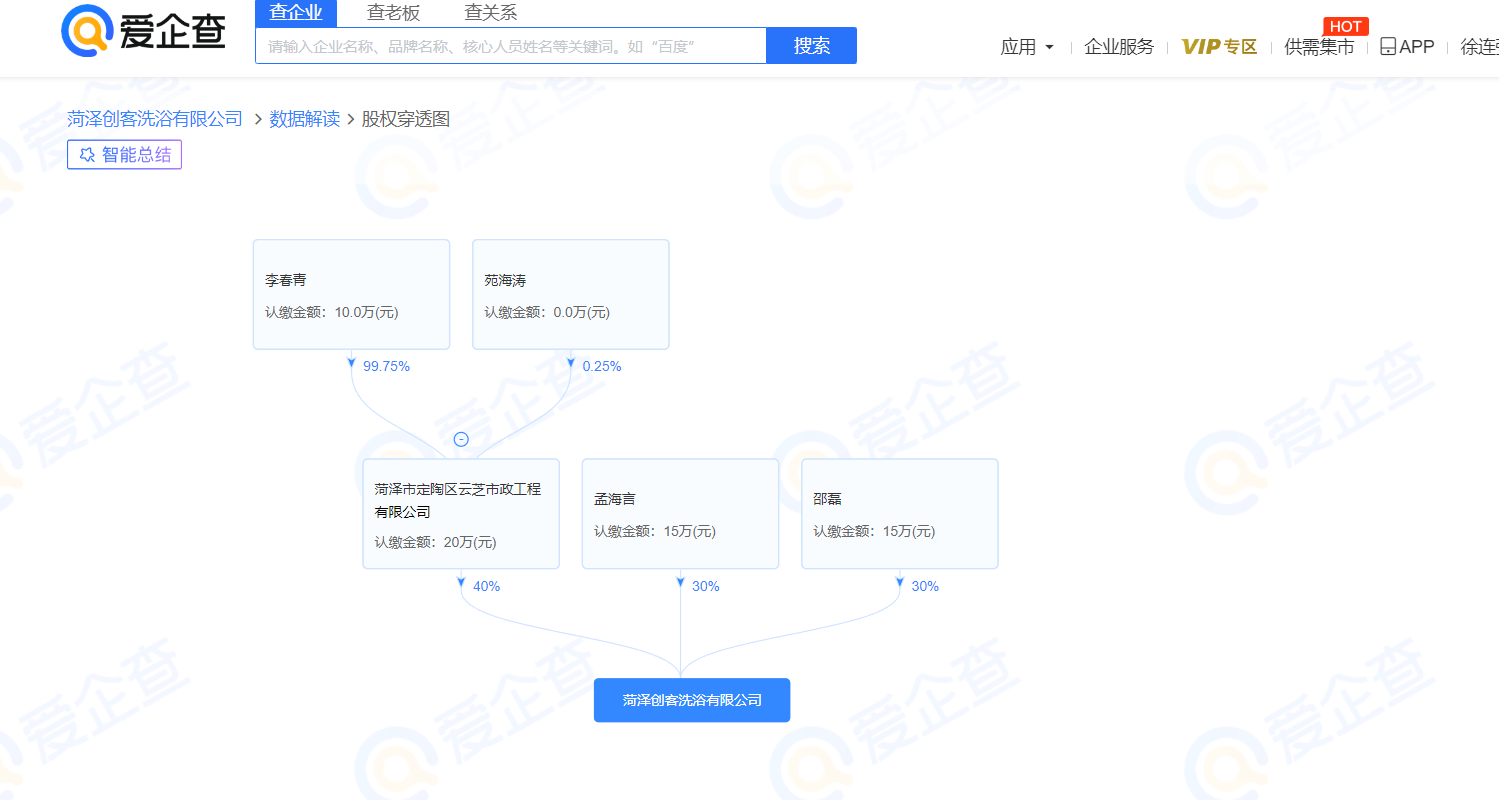 爱企查
查企业 查老板 查关系
请输入企业名称、品牌名称、核心人员姓名等关键词。如“百度” 搜索
应用 企业服务 VIP专区 供需集市 HOT APP 徐连
菏泽创客洗浴有限公司 > 数据解读 > 股权穿透图
智能总结
李春青
认缴金额：10.0万(元)
苑海涛
认缴金额：0.0万(元)
99.75%
0.25%
菏泽市定陶区云芝市政工程
有限公司
认缴金额：20万(元)
孟海言
认缴金额：15万(元)
邵磊
认缴金额：15万(元)
40%
30%
30%
菏泽创客洗浴有限公司